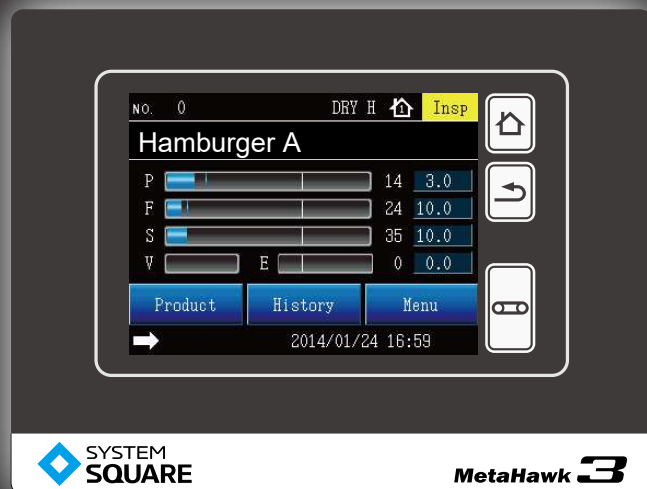 NO. 0 DRY H 1 Insp
Hamburger A
P 14 3.0
F 24 10.0
S 35 10.0
V E 0 0.0
Product History Menu
2014/01/24 16:59
SYSTEM
SQUARE
MetaHawk 3